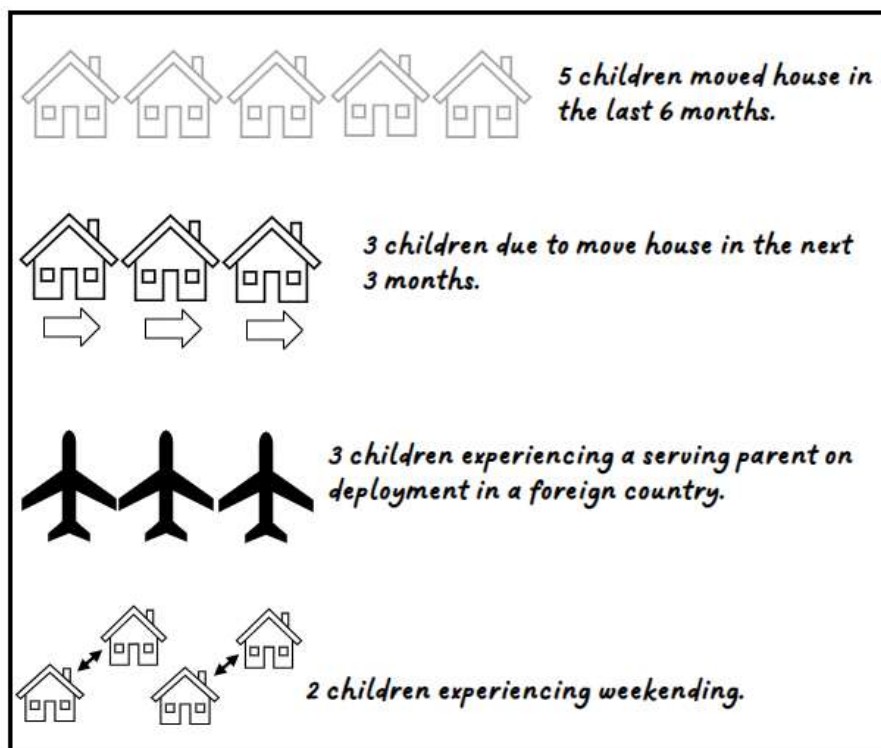 5 children moved house in
the last 6 months.
3 children due to move house in the next
3 months.
3 children experiencing a serving parent on
deployment in a foreign country.
2 children experiencing weekending.